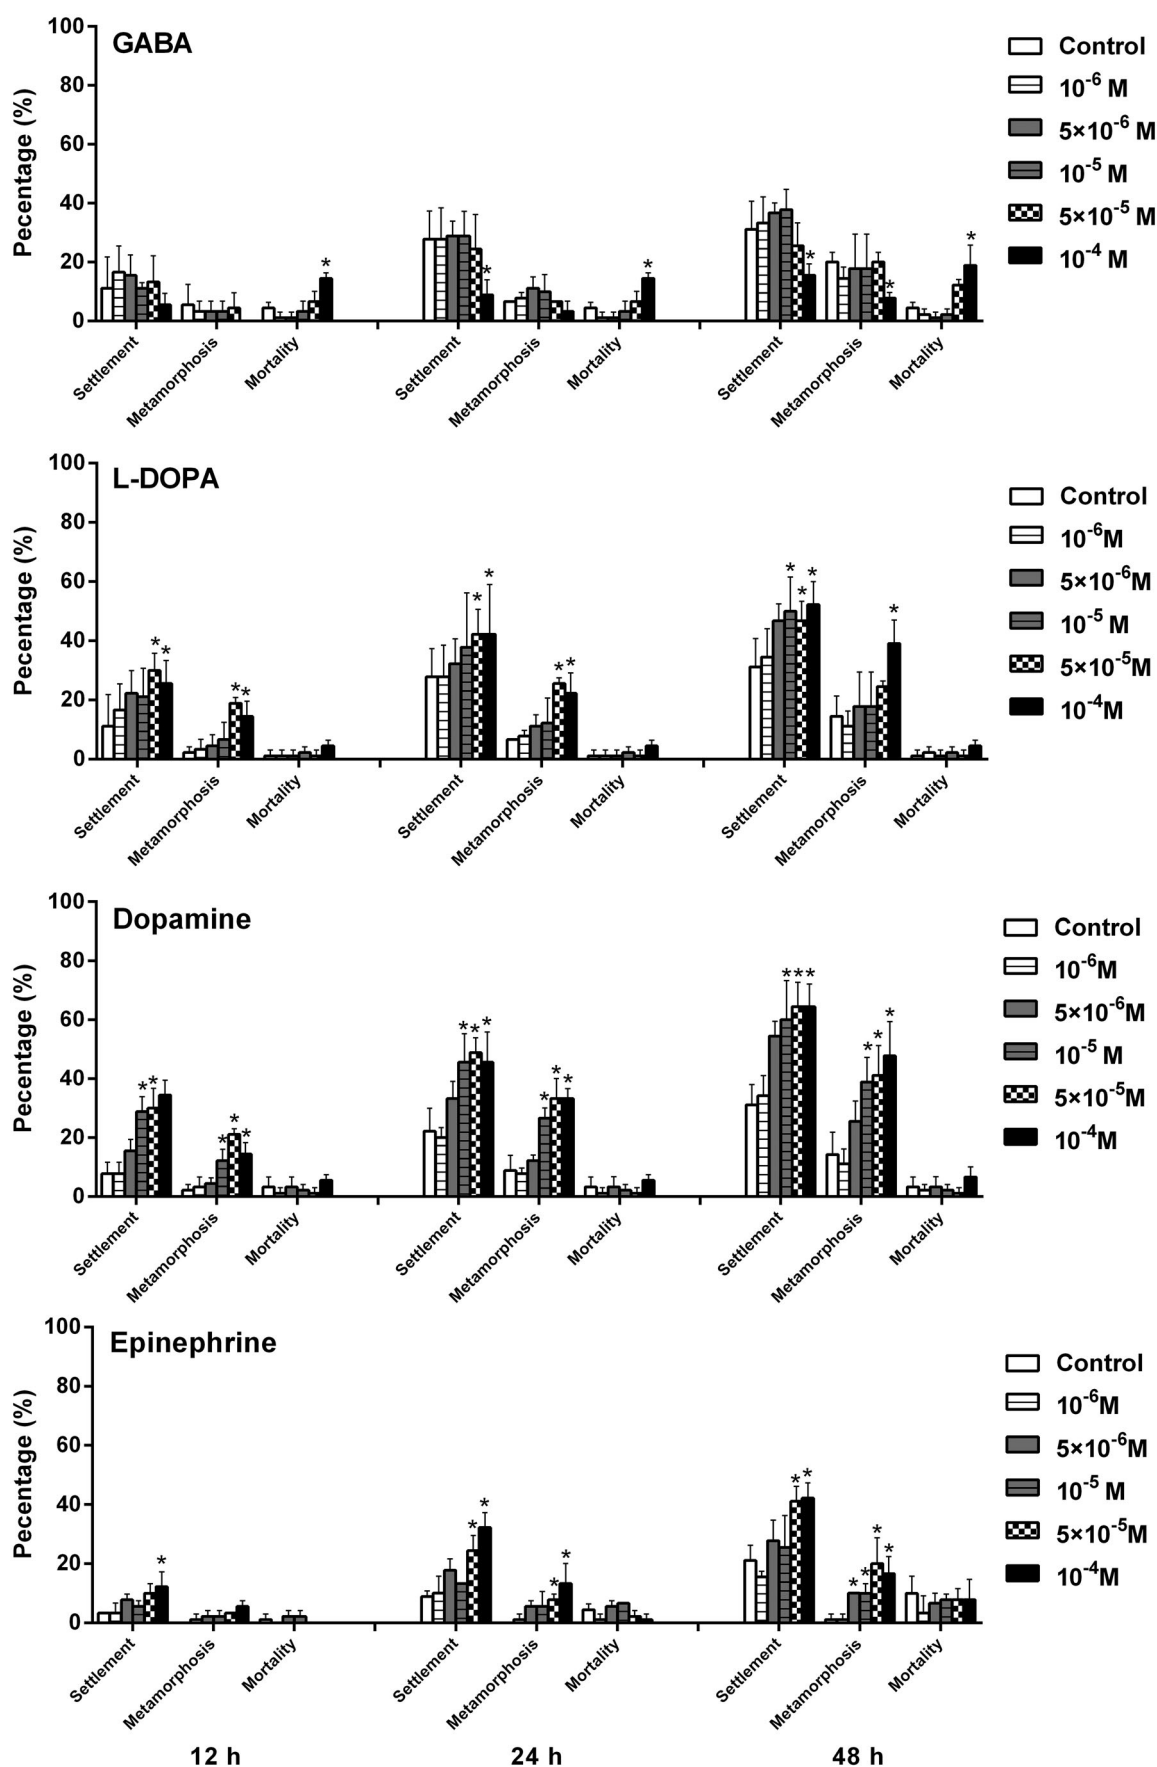 GABA
Pecentage (%)
100
80
60
40
20
0
* * * * * *
Settlement Metamorphosis Mortality Settlement Metamorphosis Mortality Settlement Metamorphosis Mortality
Control
10⁻⁶ M
5×10⁻⁶ M
10⁻⁵ M
5×10⁻⁵ M
10⁻⁴ M
L-DOPA
Pecentage (%)
100
80
60
40
20
0
* * * * * * * * * * * *
Settlement Metamorphosis Mortality Settlement Metamorphosis Mortality Settlement Metamorphosis Mortality
Control
10⁻⁶M
5×10⁻⁶M
10⁻⁵ M
5×10⁻⁵M
10⁻⁴M
Dopamine
Pecentage (%)
100
80
60
40
20
0
* * * * * * * * * * * *** * * *
Settlement Metamorphosis Mortality Settlement Metamorphosis Mortality Settlement Metamorphosis Mortality
Control
10⁻⁶M
5×10⁻⁶M
10⁻⁵ M
5×10⁻⁵M
10⁻⁴M
Epinephrine
Pecentage (%)
100
80
60
40
20
0
* * * * * * * * * * *
Settlement Metamorphosis Mortality Settlement Metamorphosis Mortality Settlement Metamorphosis Mortality
Control
10⁻⁶M
5×10⁻⁶M
10⁻⁵ M
5×10⁻⁵M
10⁻⁴M
12 h 24 h 48 h